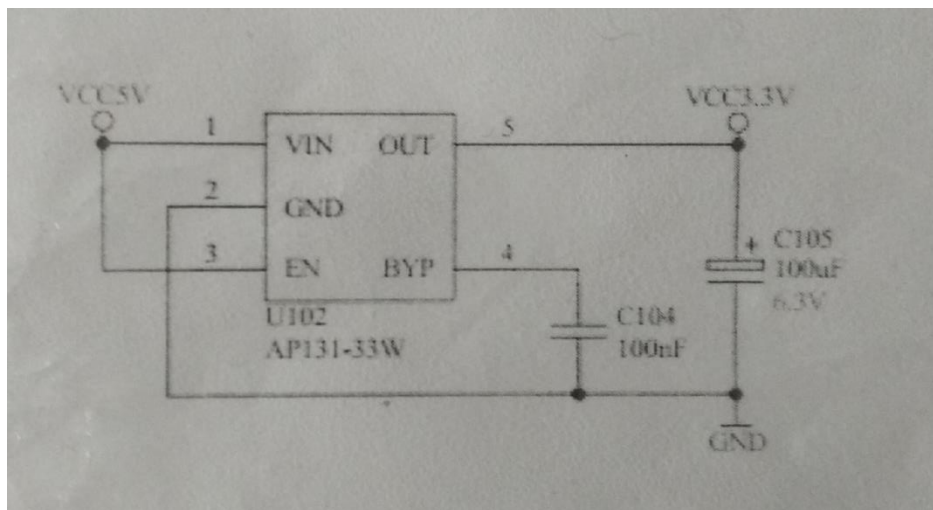 VCC5V
VCC3.3V
1
VIN
OUT
5
2
GND
3
EN
BYP
4
U102
AP131-33W
C104
100nF
+
C105
100uF
6.3V
GND